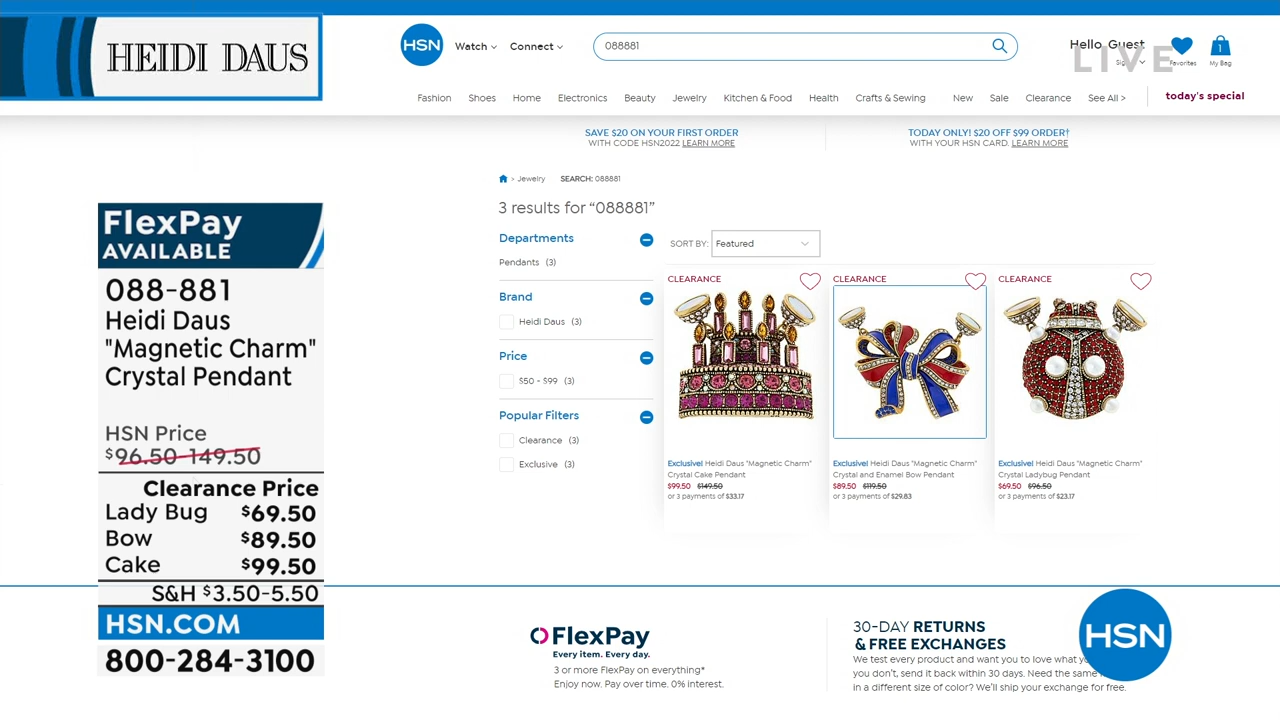 HEIDI DAUS
HSN
Watch
Connect
088881
Hello, Guest
LIVE
Favorites
1
My Bag
Fashion
Shoes
Home
Electronics
Beauty
Jewelry
Kitchen & Food
Health
Crafts & Sewing
New
Sale
Clearance
See All >
today's special
SAVE $20 ON YOUR FIRST ORDER
WITH CODE HSN2022 LEARN MORE
TODAY ONLY! $20 OFF $99 ORDER†
WITH YOUR HSN CARD. LEARN MORE
> Jewelry SEARCH: 088881
3 results for “088881”
Departments
Pendants (3)
Brand
Heidi Daus (3)
Price
$50 - $99 (3)
Popular Filters
Clearance (3)
Exclusive (3)
SORT BY: Featured
CLEARANCE
Exclusive! Heidi Daus "Magnetic Charm"
Crystal Cake Pendant
$99.50 $149.50
or 3 payments of $33.17
CLEARANCE
Exclusive! Heidi Daus "Magnetic Charm"
Crystal and Enamel Bow Pendant
$89.50 $119.50
or 3 payments of $29.83
CLEARANCE
Exclusive! Heidi Daus "Magnetic Charm"
Crystal Ladybug Pendant
$69.50 $96.50
or 3 payments of $23.17
FlexPay
AVAILABLE
088-881
Heidi Daus
"Magnetic Charm"
Crystal Pendant
HSN Price
$96.50-149.50
Clearance Price
Lady Bug $69.50
Bow $89.50
Cake $99.50
S&H $3.50-5.50
HSN.COM
800-284-3100
FlexPay
Every item. Every day.
3 or more FlexPay on everything*
Enjoy now. Pay over time. 0% interest.
30-DAY RETURNS
& FREE EXCHANGES
We test every product and want you to love what
you don't, send it back within 30 days. Need the same
in a different size of color? We'll ship your exchange for free.
HSN